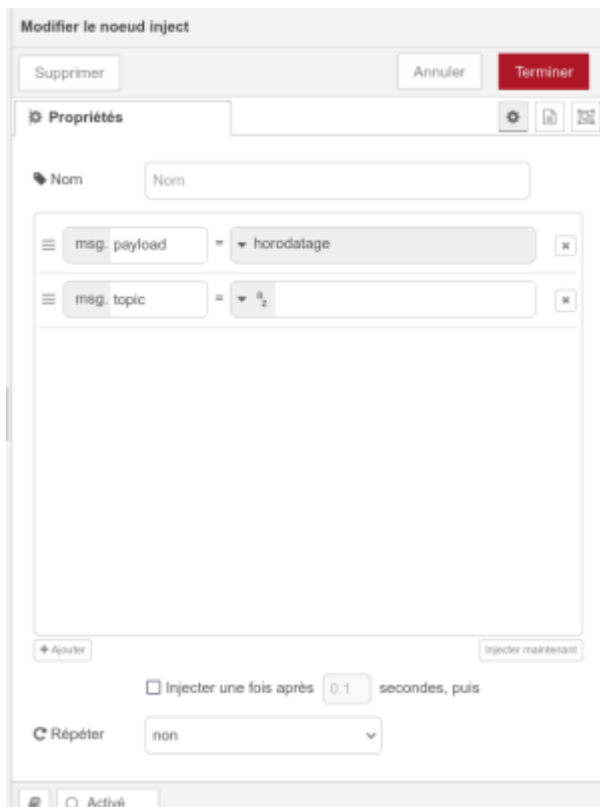 Modifier le noeud inject
Supprimer Annuler Terminer
Propriétés
Nom Nom
msg. payload = horodatage
msg. topic = a z
Ajouter Injecter maintenant
Injecter une fois après 0.1 secondes, puis
Répéter non
Activé